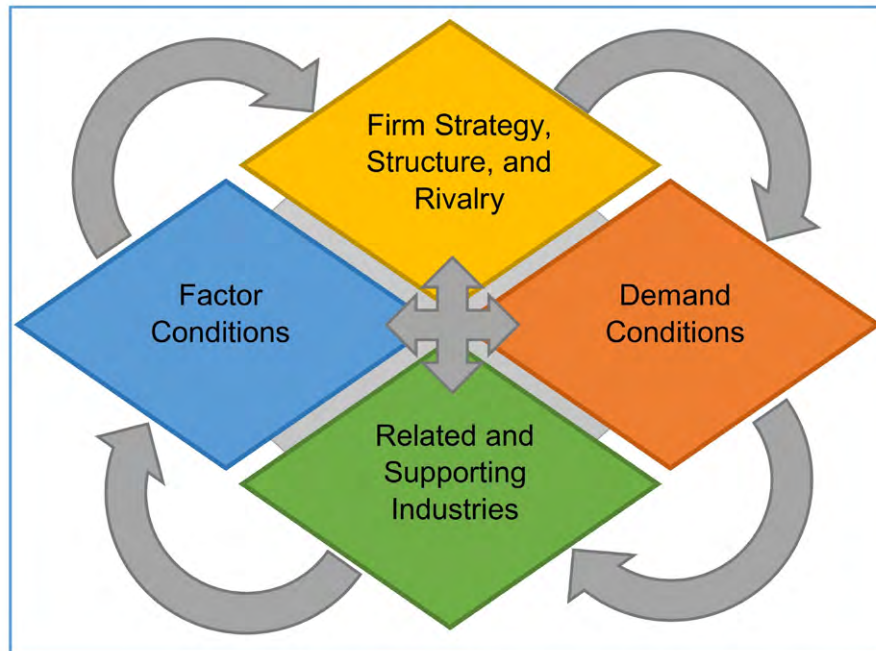 Firm Strategy,
Structure, and
Rivalry
Factor
Conditions
Demand
Conditions
Related and
Supporting
Industries